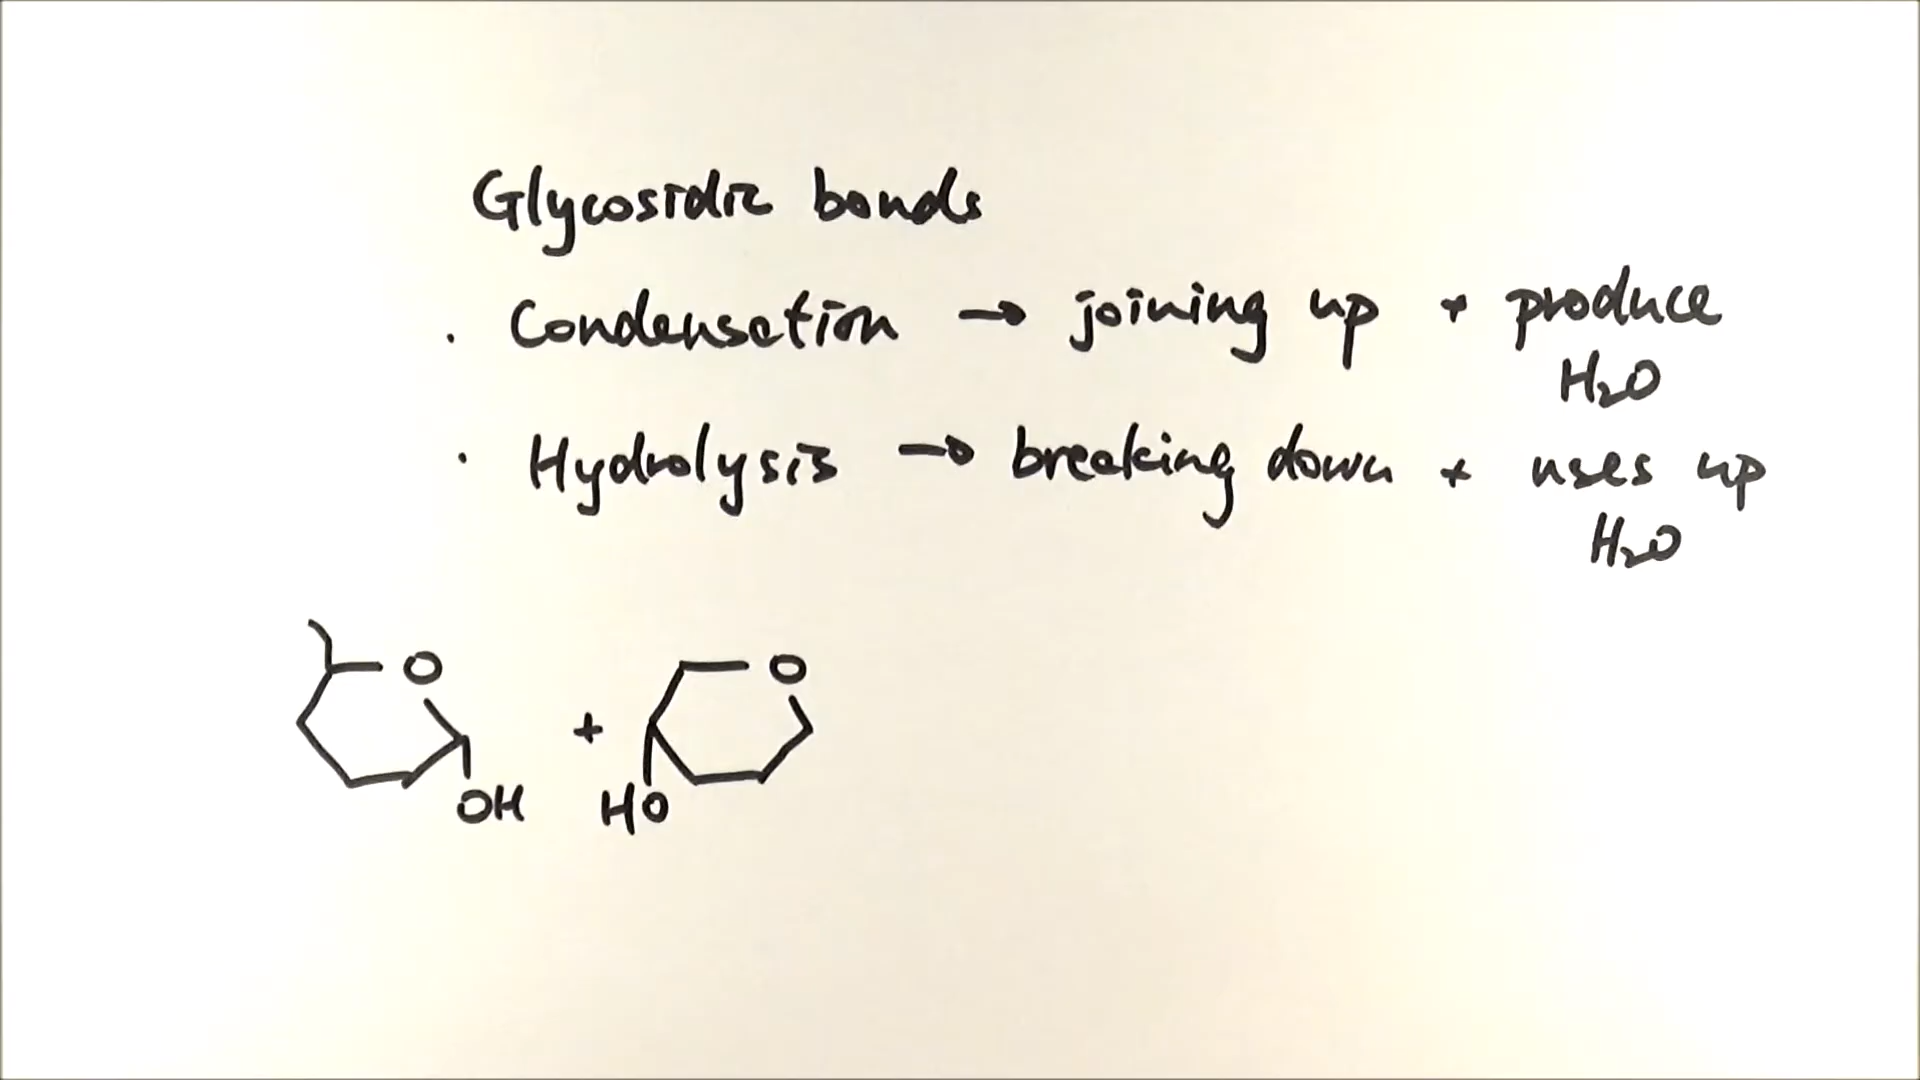 Glycosidic bonds
· Condensation → joining up + produce
H₂O
· Hydrolysis → breaking down + uses up
H₂O
O + O
OH HO